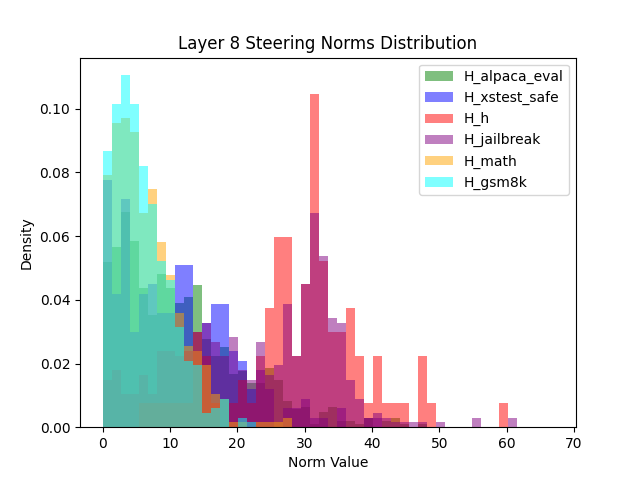 Layer 8 Steering Norms Distribution
H_alpaca_eval
H_xstest_safe
H_h
H_jailbreak
H_math
H_gsm8k
Density
0.10
0.08
0.06
0.04
0.02
0.00
0 10 20 30 40 50 60 70
Norm Value